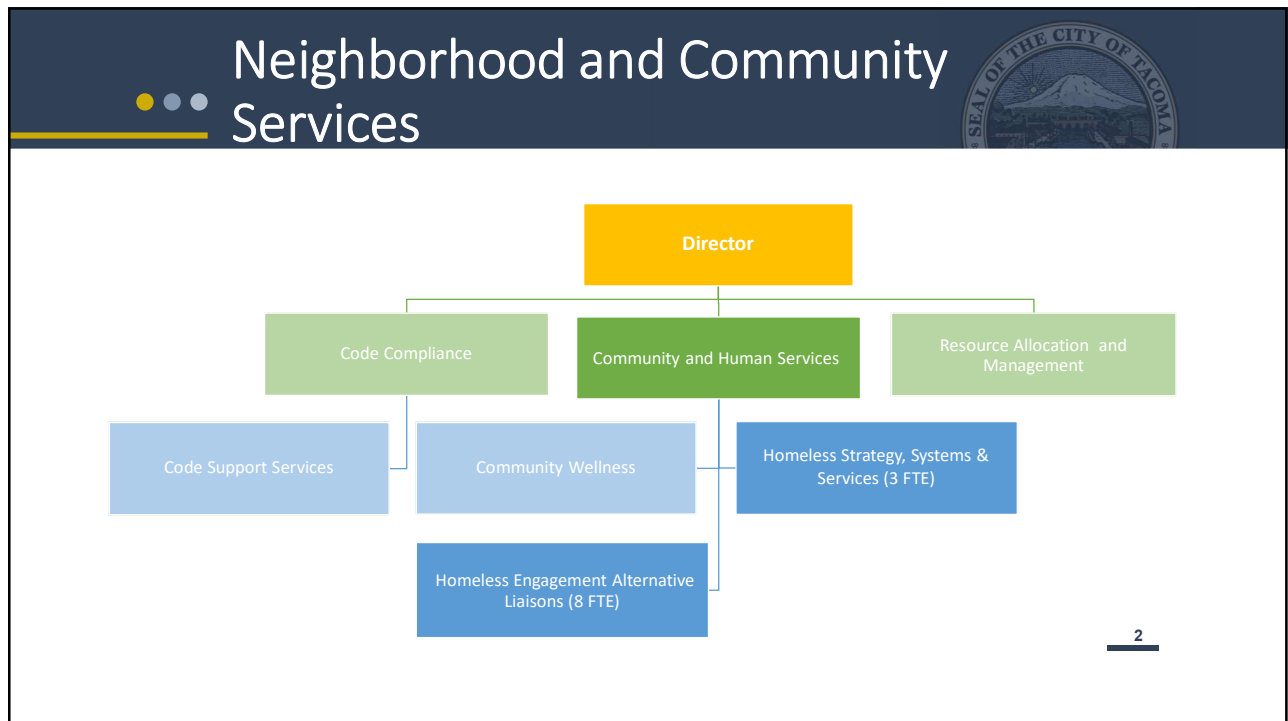 Neighborhood and Community
Services
SEAL OF THE CITY OF TACOMA
Director
Code Compliance
Community and Human Services
Resource Allocation and
Management
Code Support Services
Community Wellness
Homeless Strategy, Systems &
Services (3 FTE)
Homeless Engagement Alternative
Liaisons (8 FTE)
2